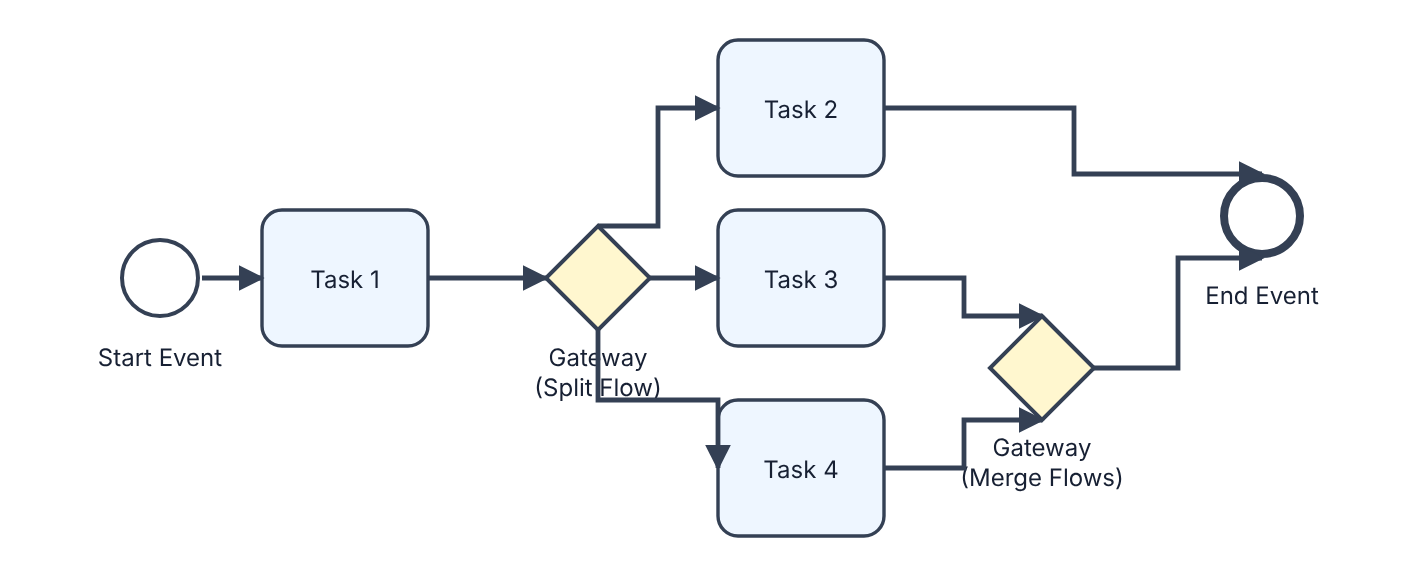 Task 2
Task 1
Task 3
Start Event
End Event
Gateway
(Split Flow)
Task 4
Gateway
(Merge Flows)